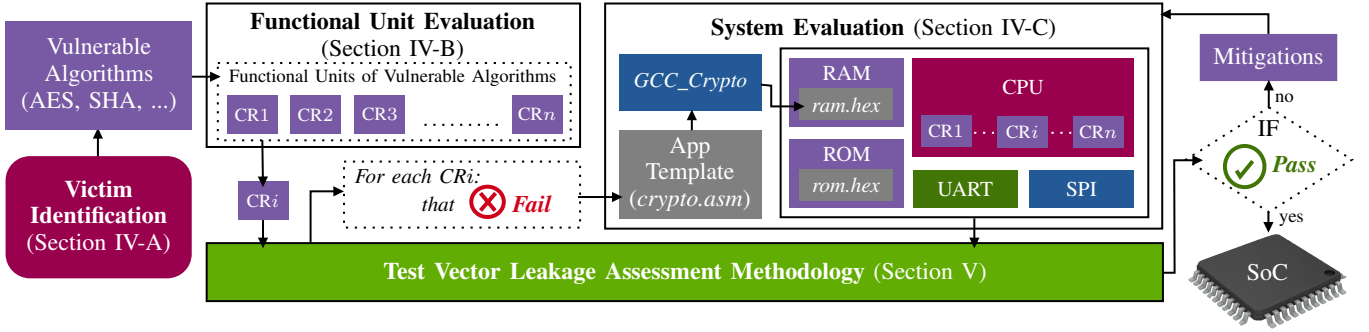 Vulnerable
Algorithms
(AES, SHA, ...)
Victim
Identification
(Section IV-A)
Functional Unit Evaluation
(Section IV-B)
Functional Units of Vulnerable Algorithms
CR1 CR2 CR3 ........ CRn
CRi
For each CRi:
that Fail
System Evaluation (Section IV-C)
GCC_Crypto
App
Template
(crypto.asm)
RAM
ram.hex
ROM
rom.hex
CPU
CR1 ... CRi ... CRn
UART
SPI
Test Vector Leakage Assessment Methodology (Section V)
Mitigations
no
IF
Pass
yes
SoC